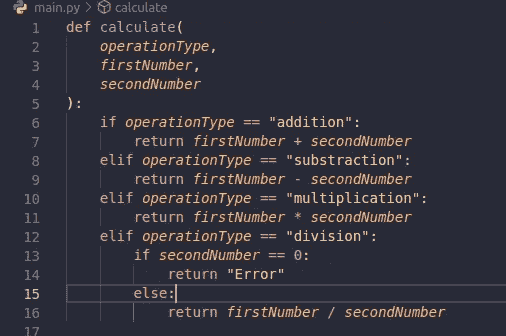 main.py > calculate
1 def calculate(
2     operationType,
3     firstNumber,
4     secondNumber
5 ):
6     if operationType == "addition":
7         return firstNumber + secondNumber
8     elif operationType == "substraction":
9         return firstNumber - secondNumber
10     elif operationType == "multiplication":
11         return firstNumber * secondNumber
12     elif operationType == "division":
13         if secondNumber == 0:
14             return "Error"
15         else:
16             return firstNumber / secondNumber
17